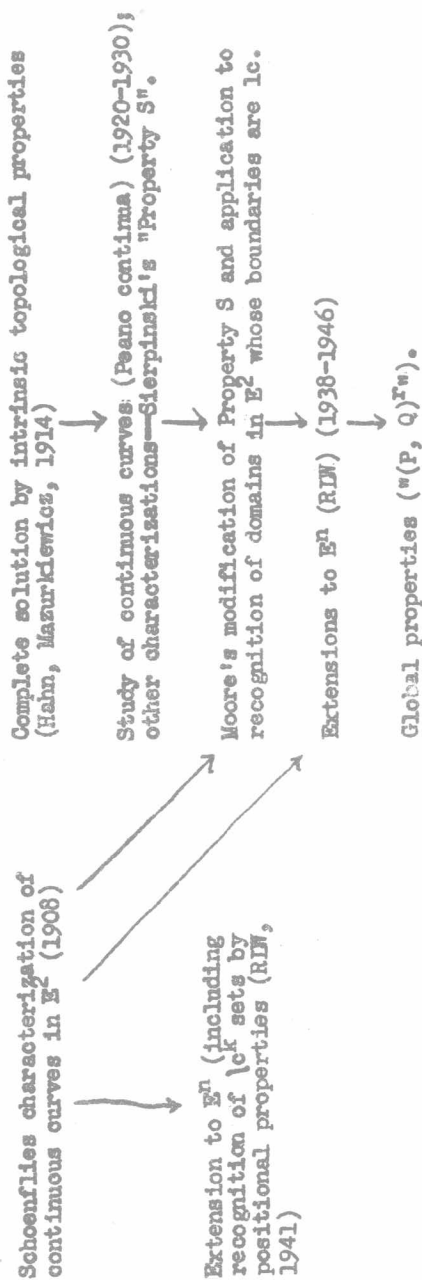 Schoenflies characterization of
continuous curves in E² (1908)
Extension to Eⁿ (including
recognition of lcᵏ sets by
positional properties (RLW,
1941)
Complete solution by intrinsic topological properties
(Hahn, Mazurkiewicz, 1914)
Study of continuous curves (Peano continua) (1920-1930);
other characterizations—Sierpinski's "Property S".
Moore's modification of Property S and application to
recognition of domains in E² whose boundaries are lc.
Extensions to Eⁿ (RLW) (1938-1946)
Global properties ("(P, Q)ʳ").